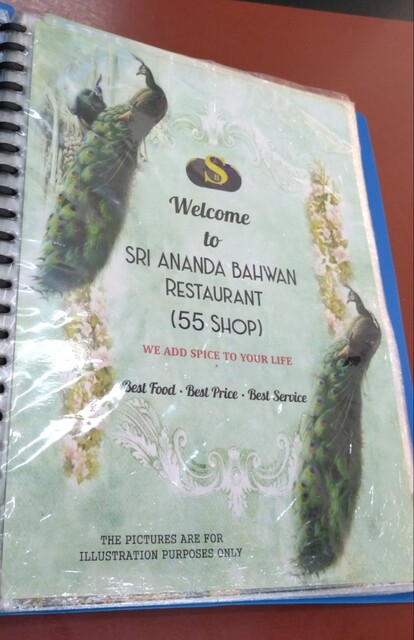 S
B
Welcome
to
SRI ANANDA BAHWAN
RESTAURANT
(55 SHOP)
WE ADD SPICE TO YOUR LIFE
Best Food · Best Price · Best Service
THE PICTURES ARE FOR
ILLUSTRATION PURPOSES ONLY